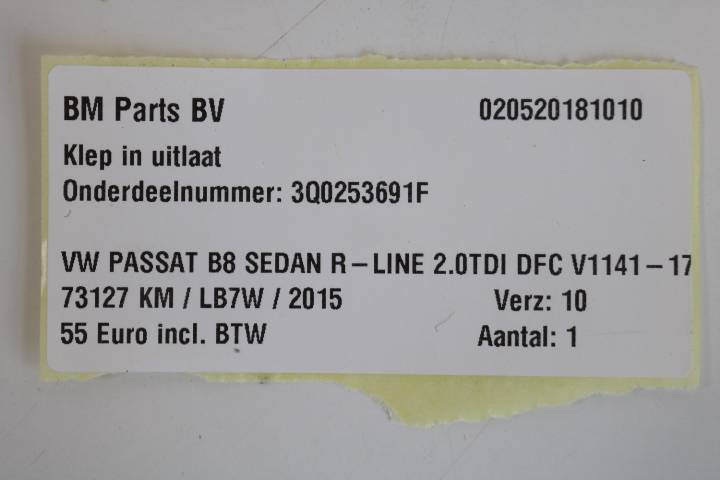 BM Parts BV 020520181010
Klep in uitlaat
Onderdeelnummer: 3Q0253691F
VW PASSAT B8 SEDAN R-LINE 2.0TDI DFC V1141-17
73127 KM / LB7W / 2015 Verz: 10
55 Euro incl. BTW Aantal: 1